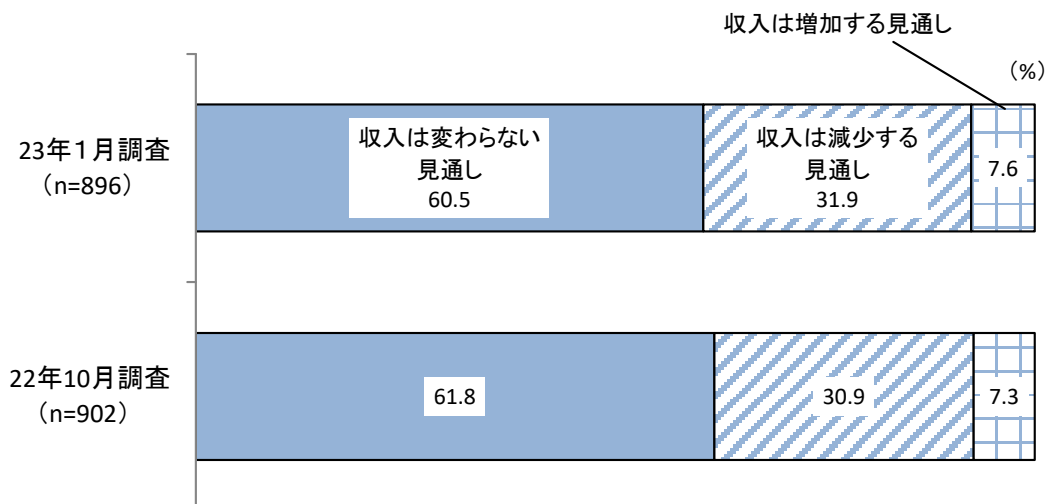 収入は増加する見通し
（%）
23年１月調査
（n=896）
収入は変わらない
見通し
60.5
収入は減少する
見通し
31.9
7.6
22年10月調査
（n=902）
61.8
30.9
7.3